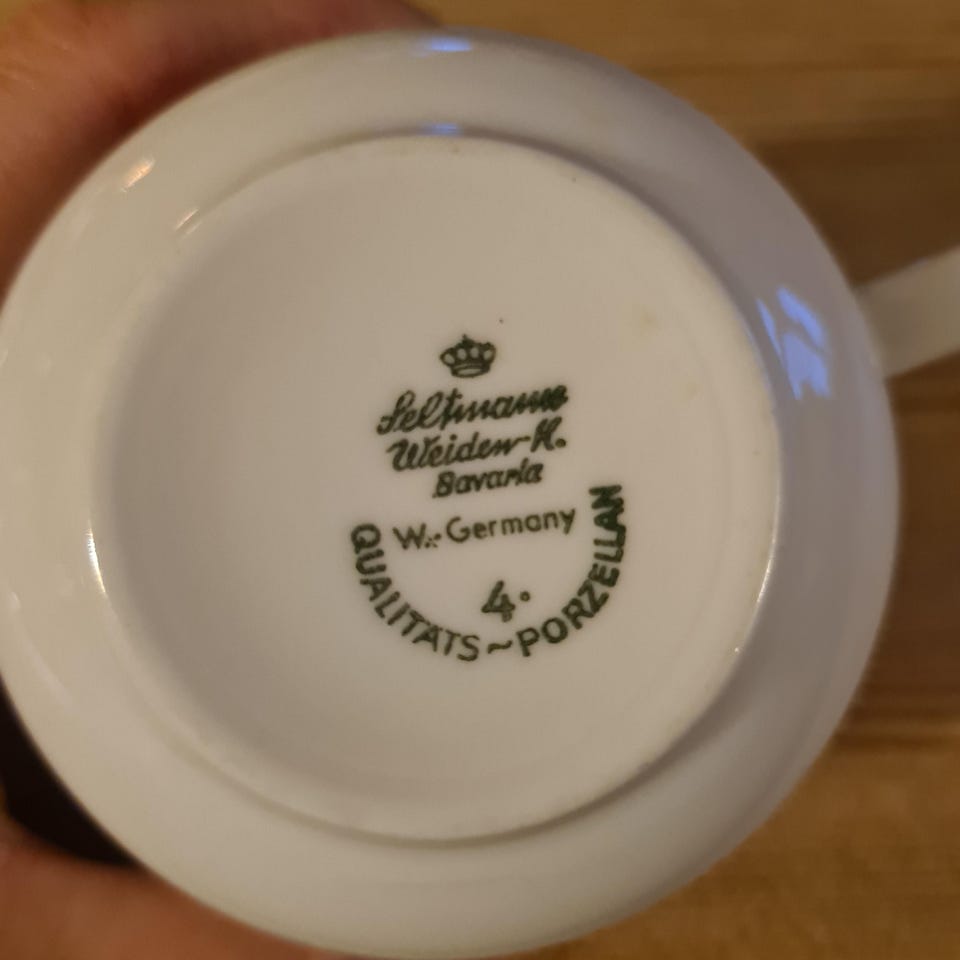 Seltmann
Weiden-K.
Bavaria
W.-Germany
4.
QUALITÄTS~PORZELLAN